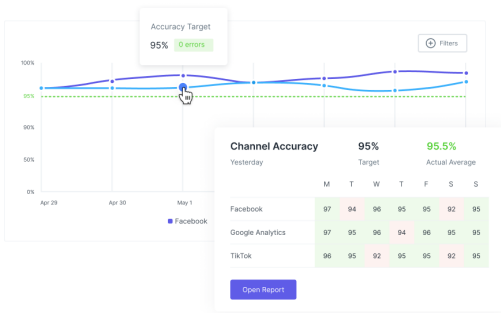 Accuracy Target
95% 0 errors
Filters
100%
95%
90%
50%
0%
Apr 29
Apr 30
May 1
Facebook
Channel Accuracy 95% 95.5%
Yesterday Target Actual Average
M T W T F S S
Facebook 97 94 96 95 95 92 95
Google Analytics 97 95 96 94 96 95 95
TikTok 96 95 92 95 95 92 95
Open Report